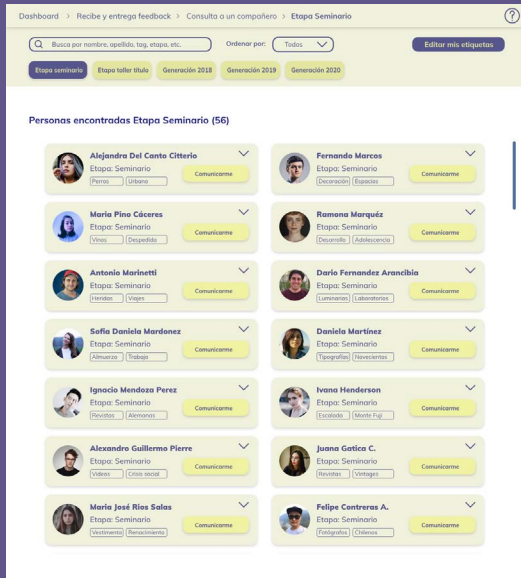 Dashboard > Recibe y entrega feedback > Consulta a un compañero > Etapa Seminario
?
Busca por nombre, apellido, tag, etapa, etc.
Ordenar por:
Todos
Editar mis etiquetas
Etapa seminario
Etapa taller título
Generación 2018
Generación 2019
Generación 2020
Personas encontradas Etapa Seminario (56)
Alejandra Del Canto Citterio
Etapa: Seminario
Perros
Urbano
Comunicarme
Fernando Marcos
Etapa: Seminario
Decoración
Espacios
Comunicarme
Maria Pino Cáceres
Etapa: Seminario
Vinos
Despedida
Comunicarme
Ramona Marquéz
Etapa: Seminario
Desarrollo
Adolescencia
Comunicarme
Antonio Marinetti
Etapa: Seminario
Heridas
Viajes
Comunicarme
Dario Fernandez Arancibia
Etapa: Seminario
Luminarias
Laboratorios
Comunicarme
Sofia Daniela Mardonez
Etapa: Seminario
Almuerzo
Trabajo
Comunicarme
Daniela Martínez
Etapa: Seminario
Tipografías
Novecientos
Comunicarme
Ignacio Mendoza Perez
Etapa: Seminario
Revistas
Alemanas
Comunicarme
Ivana Henderson
Etapa: Seminario
Escalada
Monte Fuji
Comunicarme
Alexandro Guillermo Pierre
Etapa: Seminario
Videos
Crisis social
Comunicarme
Juana Gatica C.
Etapa: Seminario
Revistas
Vintages
Comunicarme
Maria José Rios Salas
Etapa: Seminario
Vestimenta
Renacimiento
Comunicarme
Felipe Contreras A.
Etapa: Seminario
Fotógrafos
Chilenos
Comunicarme